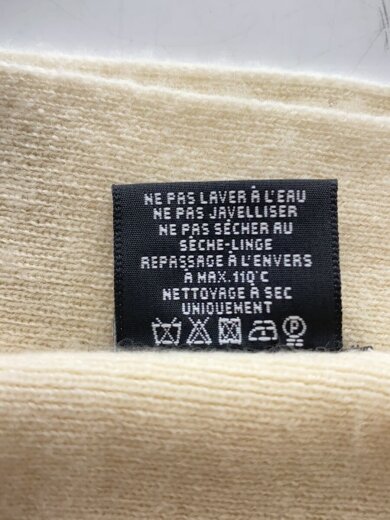 NE PAS LAVER À L'EAU
NE PAS JAVELLISER
NE PAS SÉCHER AU
SÈCHE-LINGE
REPASSAGE À L'ENVERS
À MAX. 110°C
NETTOYAGE À SEC
UNIQUEMENT
P